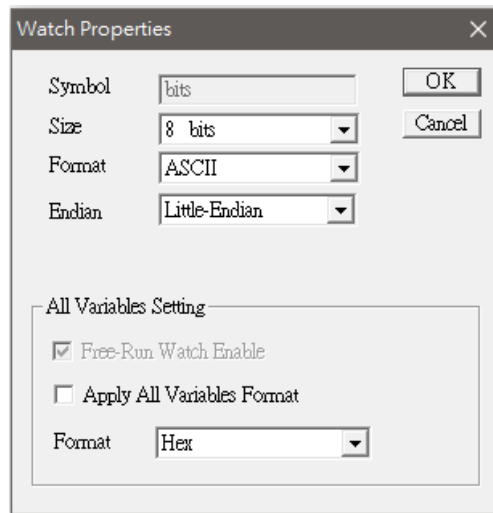 Watch Properties
Symbol bits OK
Size 8 bits Cancel
Format ASCII
Endian Little-Endian
All Variables Setting
Free-Run Watch Enable
Apply All Variables Format
Format Hex